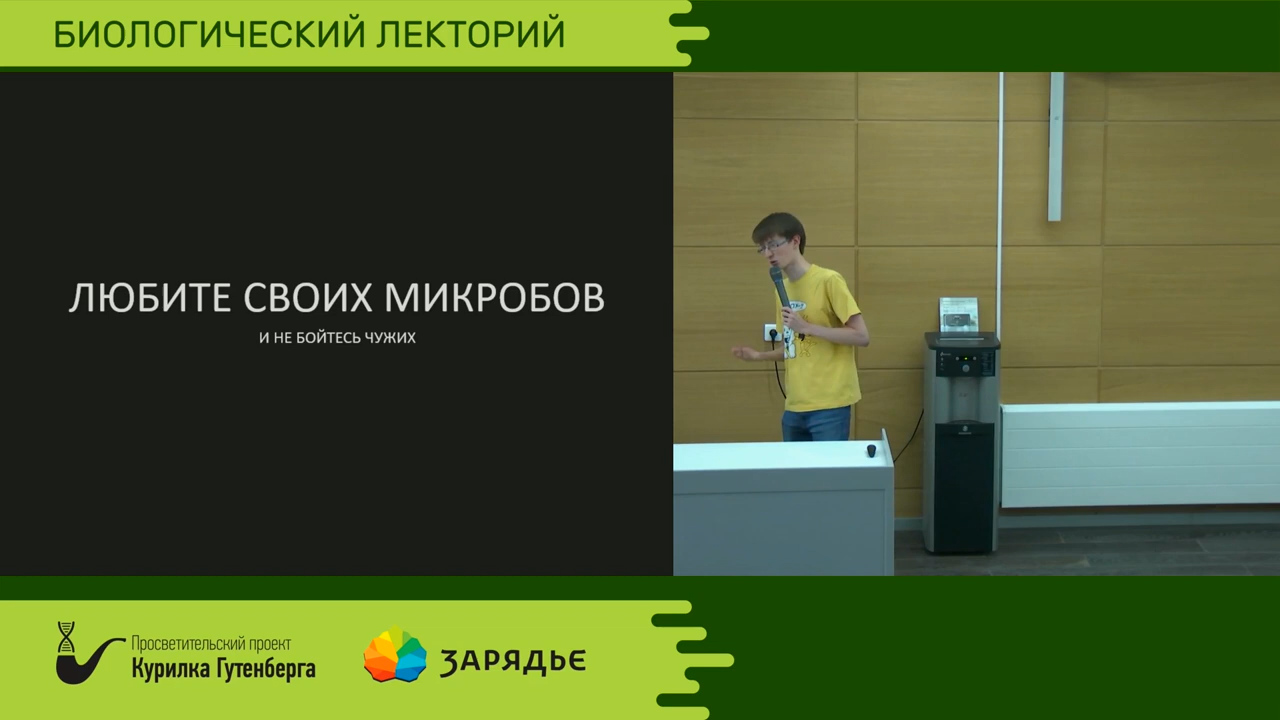 БИОЛОГИЧЕСКИЙ ЛЕКТОРИЙ
ЛЮБИТЕ СВОИХ МИКРОБОВ
И НЕ БОЙТЕСЬ ЧУЖИХ
Просветительский проект
Курилка Гутенберга
ЗАРЯДЬЕ